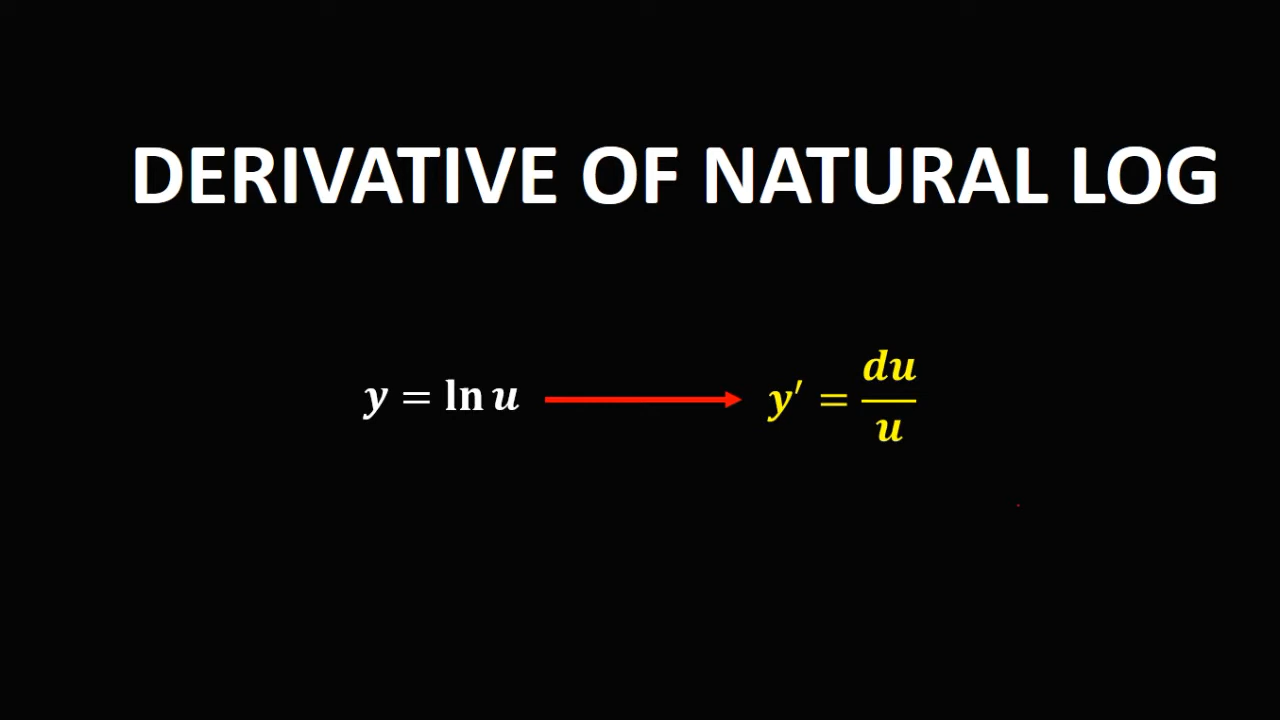 DERIVATIVE OF NATURAL LOG
y = ln u y′ = du/u